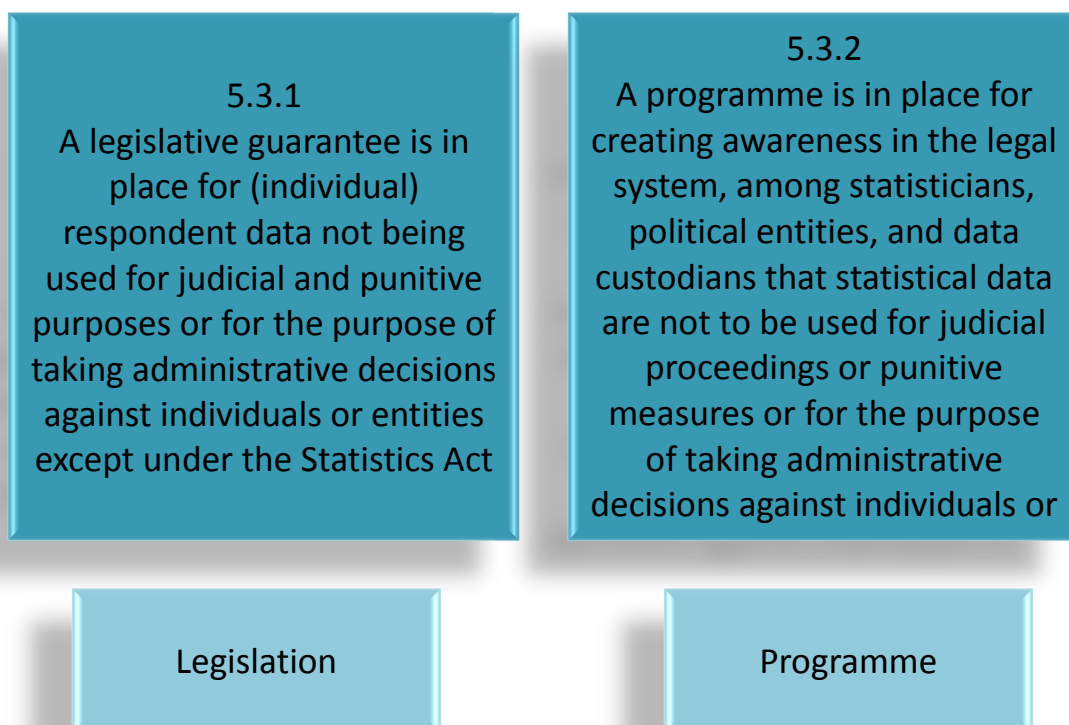 5.3.1
A legislative guarantee is in
place for (individual)
respondent data not being
used for judicial and punitive
purposes or for the purpose of
taking administrative decisions
against individuals or entities
except under the Statistics Act
5.3.2
A programme is in place for
creating awareness in the legal
system, among statisticians,
political entities, and data
custodians that statistical data
are not to be used for judicial
proceedings or punitive
measures or for the purpose
of taking administrative
decisions against individuals or
Legislation
Programme